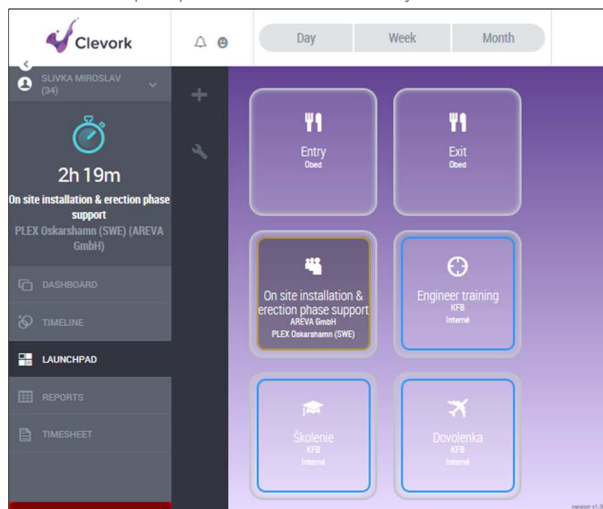 Clevork
Day
Week
Month
SLIVKA MIROSLAV
(34)
2h 19m
On site installation & erection phase
support
PLEX Oskarshamn (SWE) (AREVA
GmbH)
DASHBOARD
TIMELINE
LAUNCHPAD
REPORTS
TIMESHEET
Entry
Obed
Exit
Obed
On site installation &
erection phase support
AREVA GmbH
PLEX Oskarshamn (SWE)
Engineer training
KFB
Interné
Školenie
KFB
Interné
Dovolenka
KFB
Interné